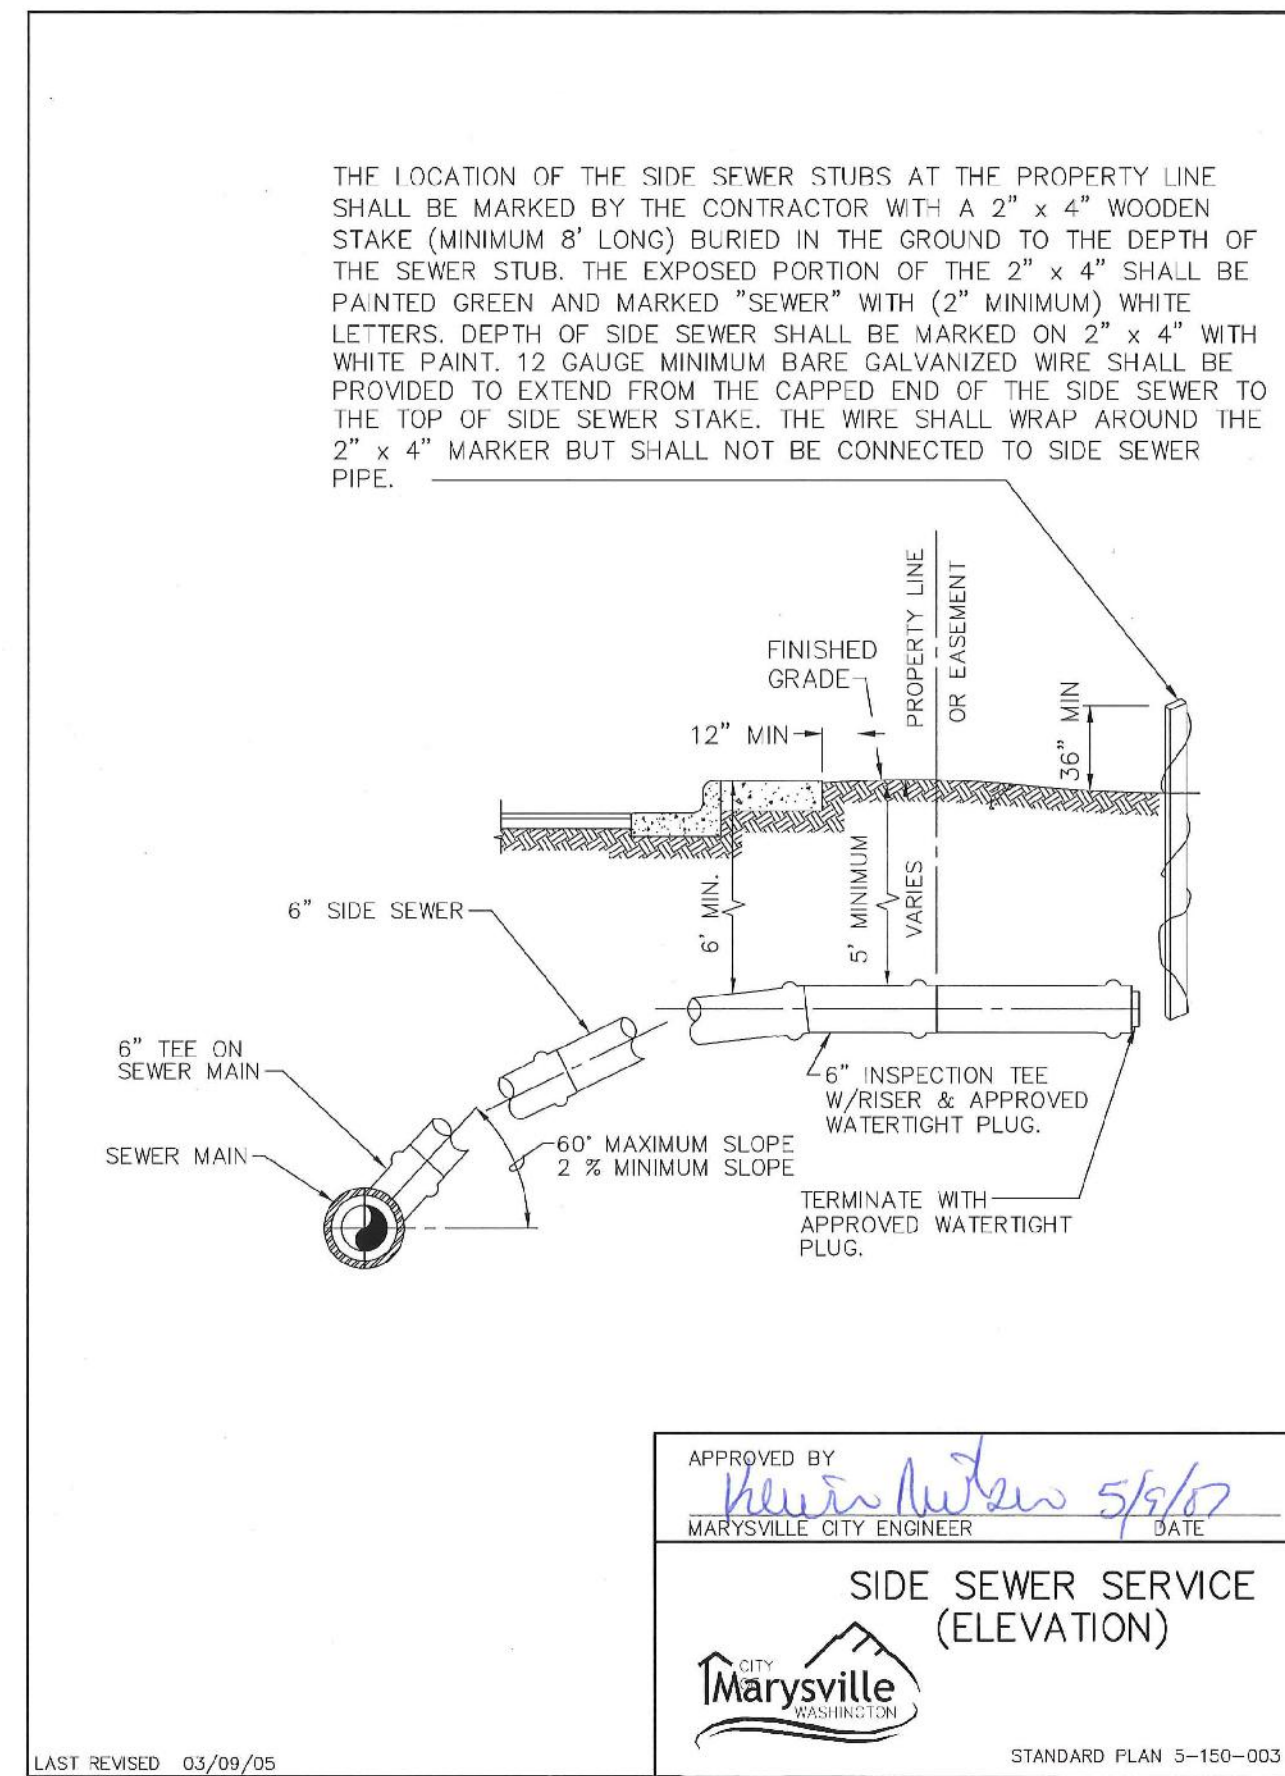 THE LOCATION OF THE SIDE SEWER STUBS AT THE PROPERTY LINE
SHALL BE MARKED BY THE CONTRACTOR WITH A 2" x 4" WOODEN
STAKE (MINIMUM 8' LONG) BURIED IN THE GROUND TO THE DEPTH OF
THE SEWER STUB. THE EXPOSED PORTION OF THE 2" x 4" SHALL BE
PAINTED GREEN AND MARKED "SEWER" WITH (2" MINIMUM) WHITE
LETTERS. DEPTH OF SIDE SEWER SHALL BE MARKED ON 2" x 4" WITH
WHITE PAINT. 12 GAUGE MINIMUM BARE GALVANIZED WIRE SHALL BE
PROVIDED TO EXTEND FROM THE CAPPED END OF THE SIDE SEWER TO
THE TOP OF SIDE SEWER STAKE. THE WIRE SHALL WRAP AROUND THE
2" x 4" MARKER BUT SHALL NOT BE CONNECTED TO SIDE SEWER
PIPE.
PROPERTY LINE
OR EASEMENT
FINISHED
GRADE
36" MIN
12" MIN
6' MIN.
5' MINIMUM
VARIES
6" SIDE SEWER
6" TEE ON
SEWER MAIN
6" INSPECTION TEE
W/RISER & APPROVED
WATERTIGHT PLUG.
SEWER MAIN
60° MAXIMUM SLOPE
2 % MINIMUM SLOPE
TERMINATE WITH
APPROVED WATERTIGHT
PLUG.
APPROVED BY
5/9/07
MARYSVILLE CITY ENGINEER DATE
SIDE SEWER SERVICE
(ELEVATION)
CITY
OF
Marysville
WASHINGTON
LAST REVISED 03/09/05
STANDARD PLAN 5-150-003